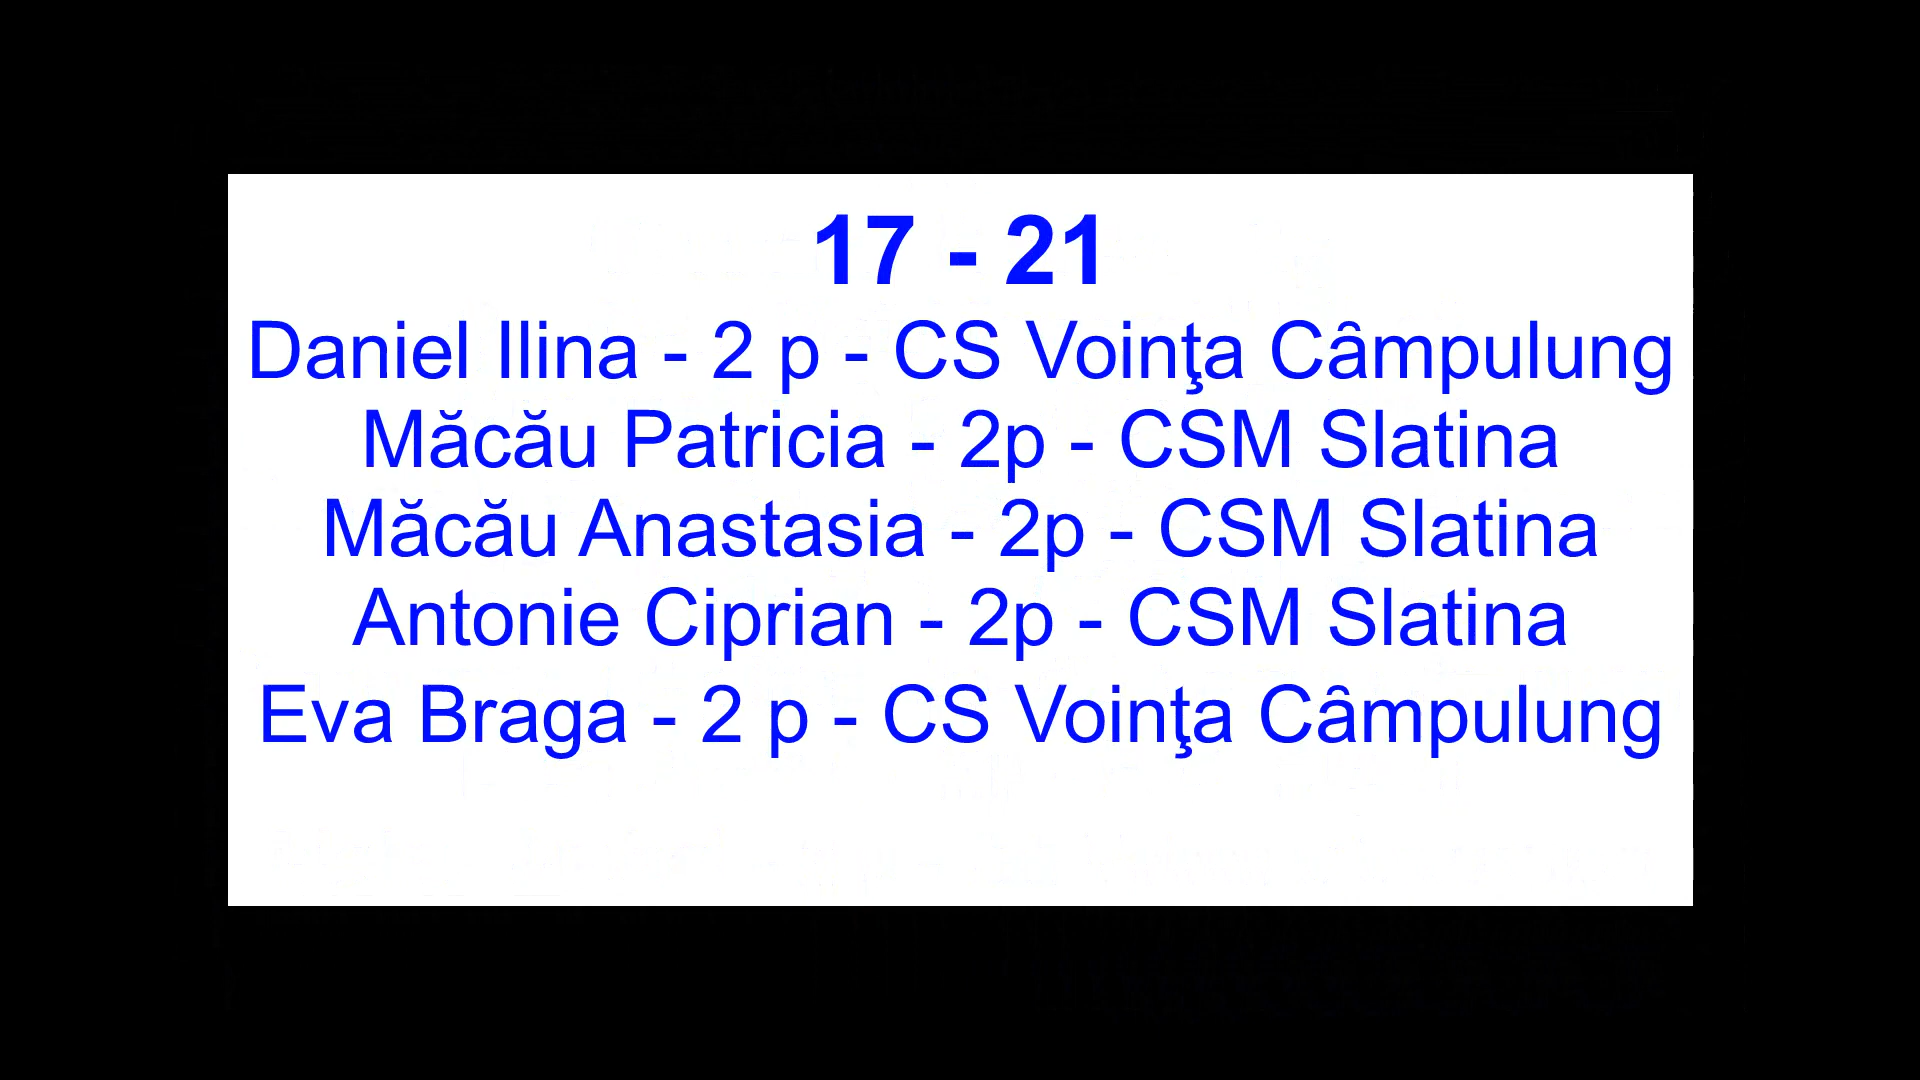 17 - 21
Daniel Ilina - 2 p - CS Voinţa Câmpulung
Măcău Patricia - 2p - CSM Slatina
Măcău Anastasia - 2p - CSM Slatina
Antonie Ciprian - 2p - CSM Slatina
Eva Braga - 2 p - CS Voinţa Câmpulung